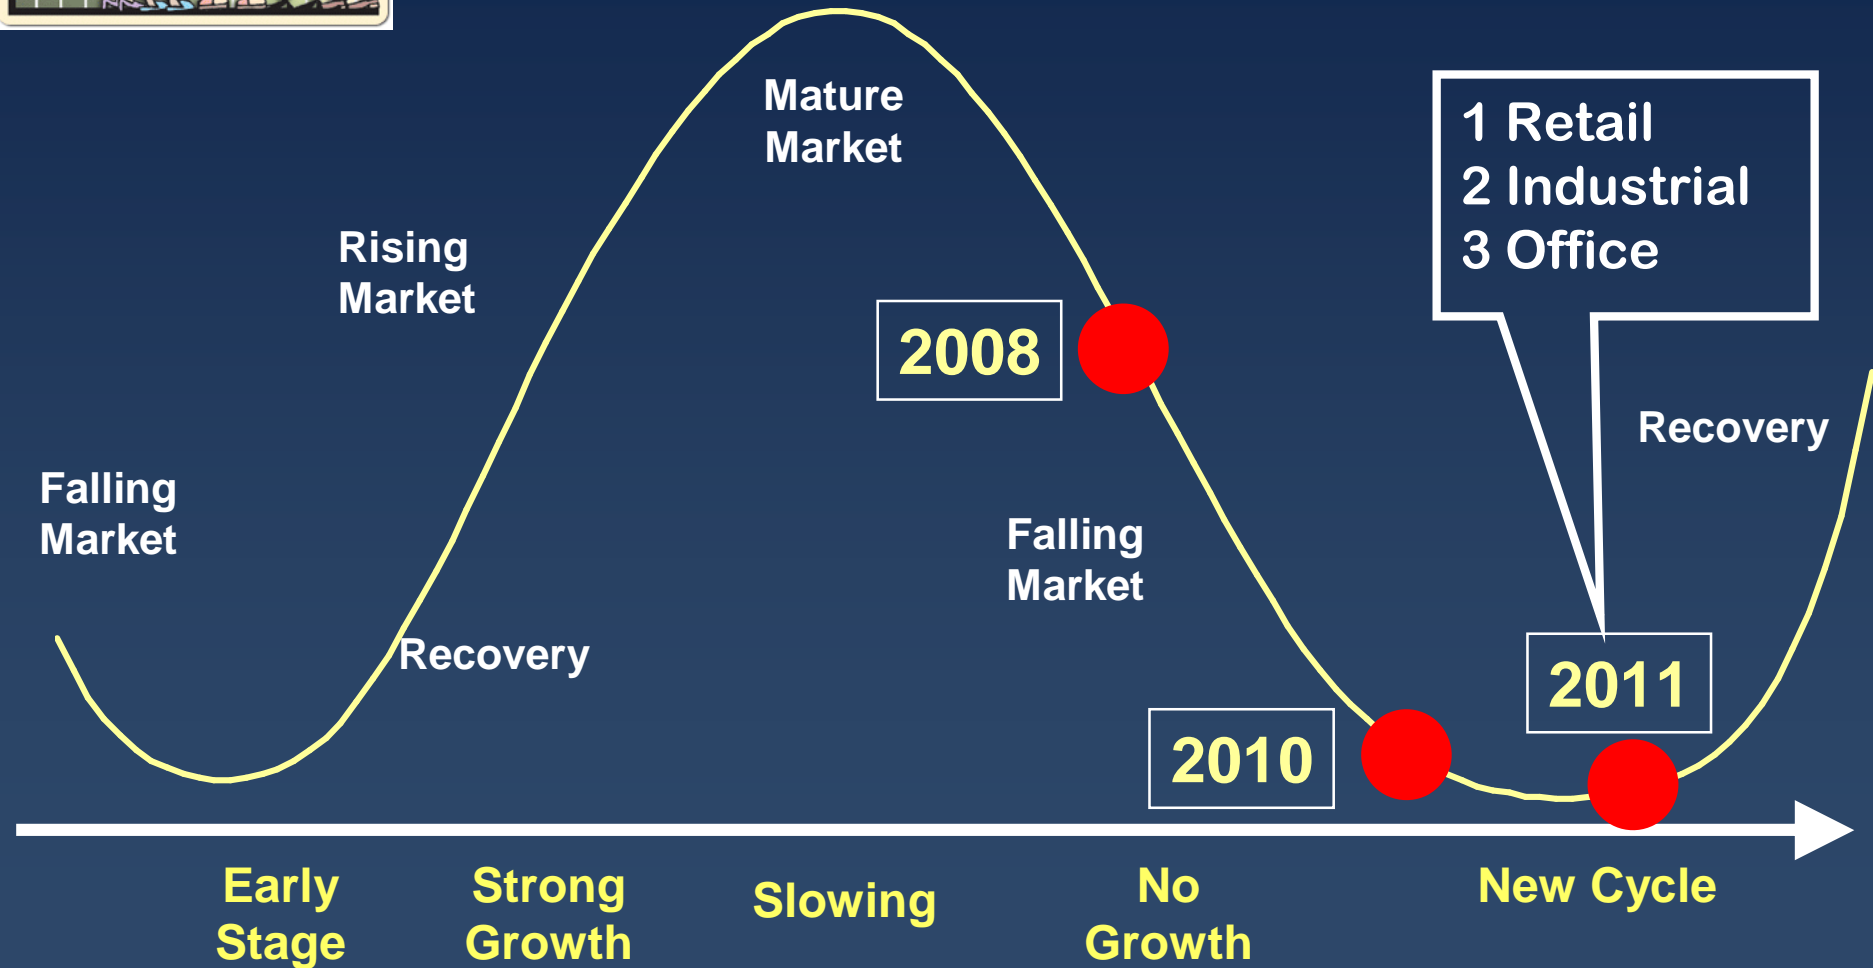 Mature
Market
1 Retail
2 Industrial
3 Office
Rising
Market
2008
Recovery
Falling
Market
Falling
Market
Recovery
2011
2010
Early
Stage
Strong
Growth
Slowing
No
Growth
New Cycle